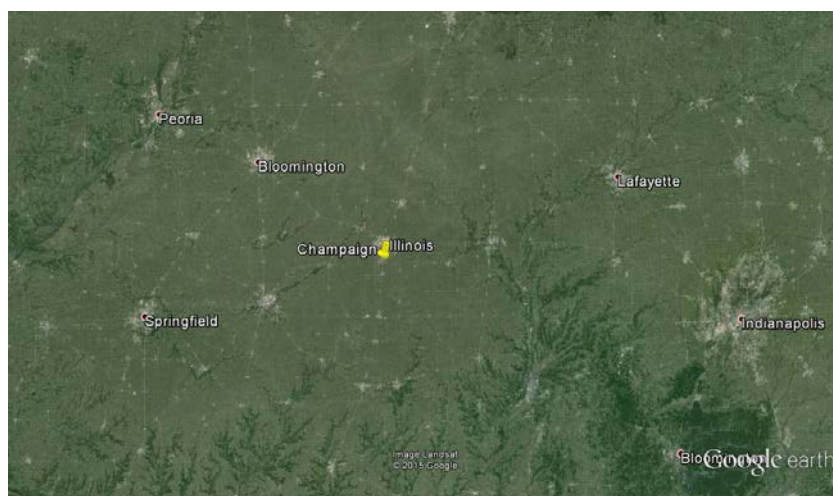 Peoria
Bloomington
Lafayette
Champaign Illinois
Springfield
Indianapolis
Image Landsat
© 2015 Google
Bloomington
Google earth